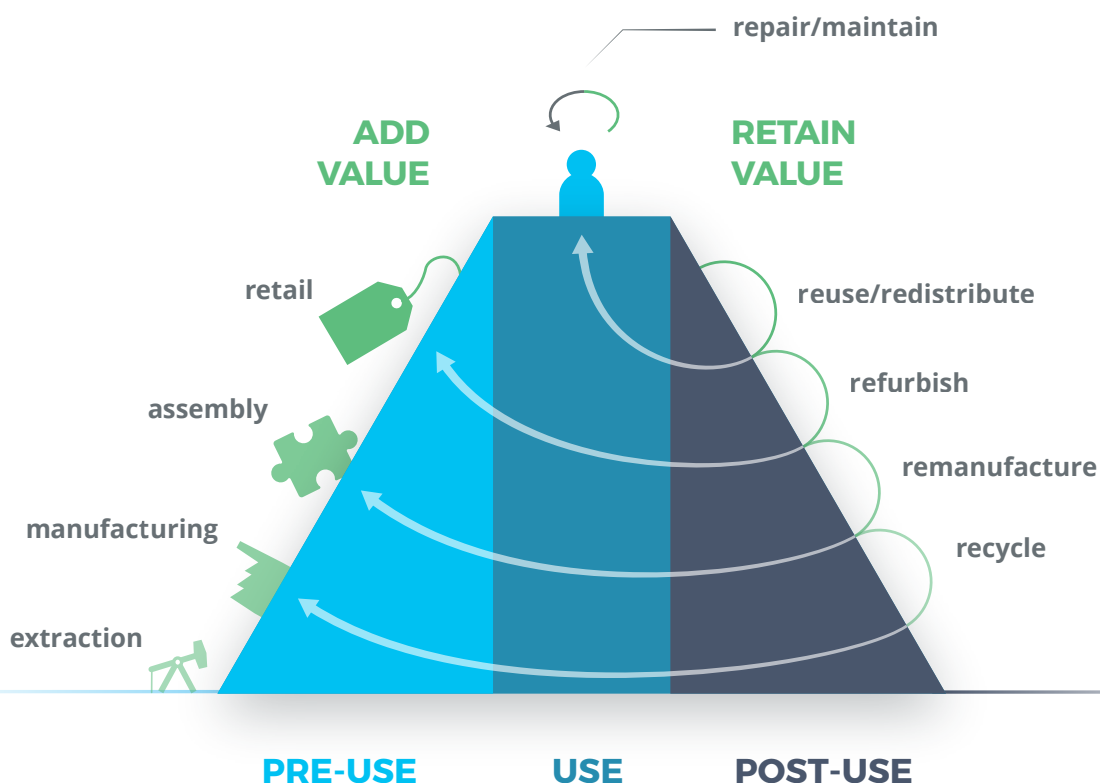 repair/maintain
ADD
VALUE
RETAIN
VALUE
retail
reuse/redistribute
refurbish
assembly
remanufacture
manufacturing
recycle
extraction
PRE-USE
USE
POST-USE